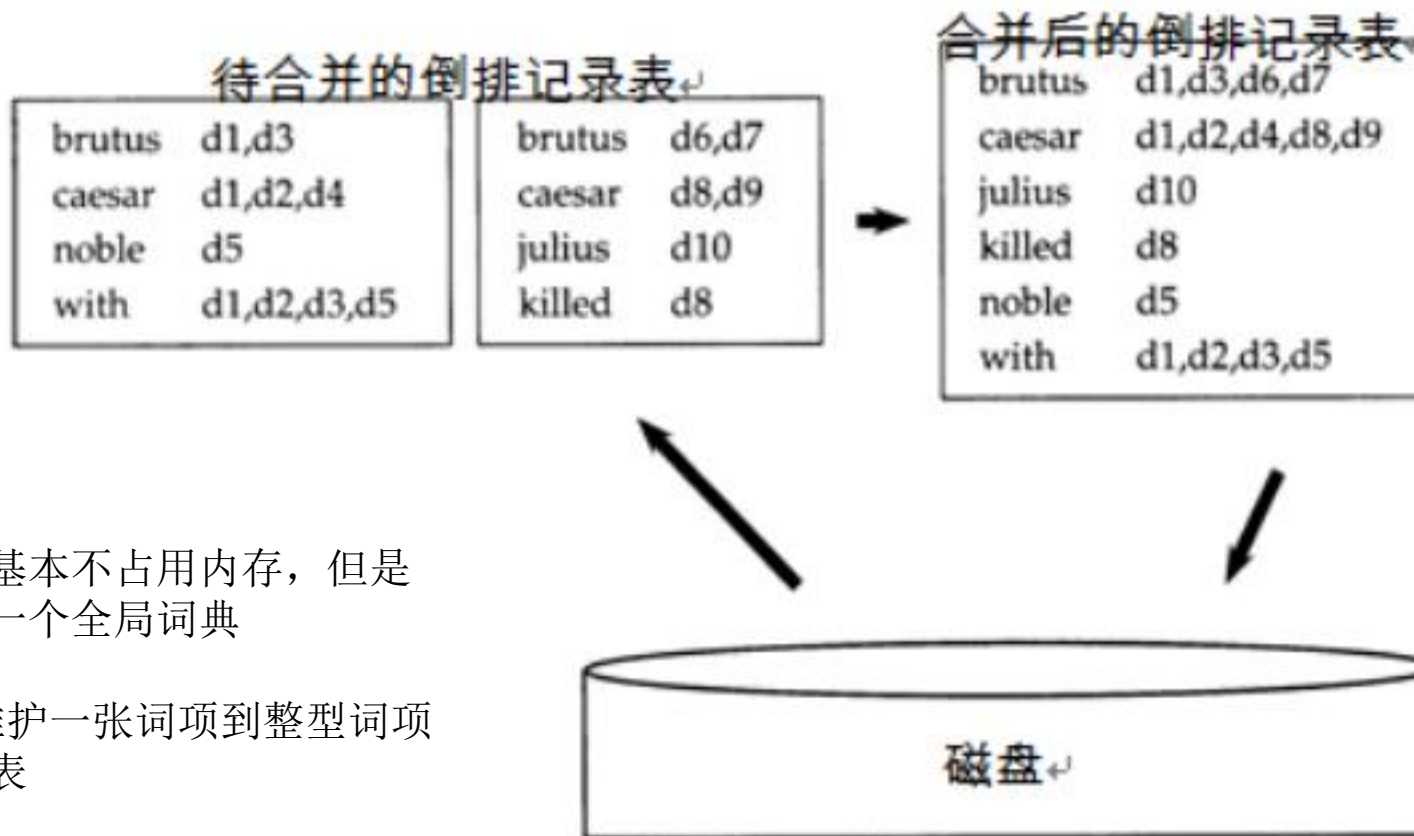 待合并的倒排记录表
brutus d1,d3
caesar d1,d2,d4
noble d5
with d1,d2,d3,d5
brutus d6,d7
caesar d8,d9
julius d10
killed d8
合并后的倒排记录表
brutus d1,d3,d6,d7
caesar d1,d2,d4,d8,d9
julius d10
killed d8
noble d5
with d1,d2,d3,d5
基本不占用内存，但是
一个全局词典
护一张词项到整型词项
表
磁盘